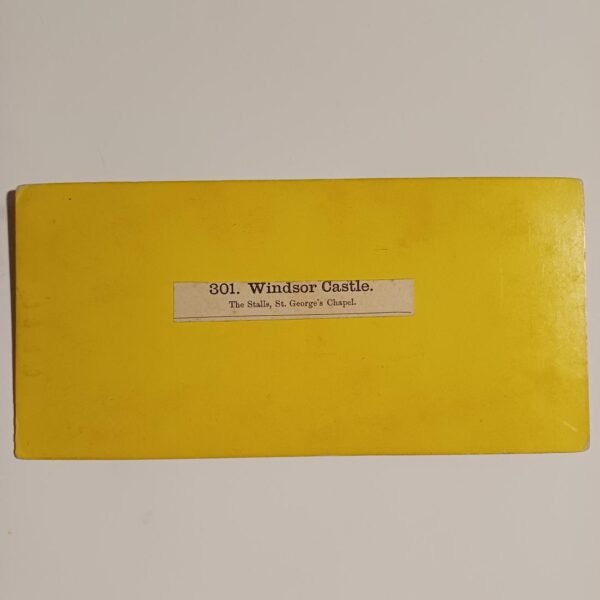 301. Windsor Castle.
The Stalls, St. George's Chapel.